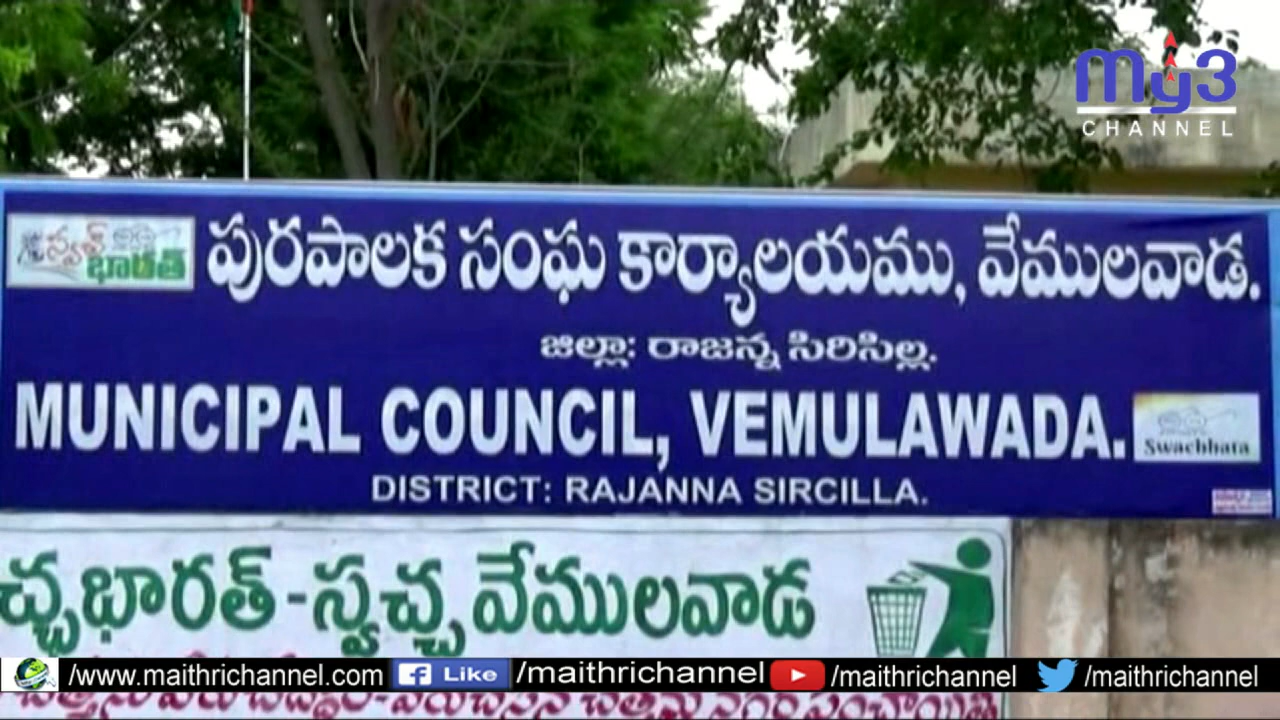 My3
CHANNEL
స్వచ్ఛ భారత్
పురపాలక సంఘ కార్యాలయము, వేములవాడ.
జిల్లా: రాజన్న సిరిసిల్ల.
MUNICIPAL COUNCIL, VEMULAWADA.
Swachhata
DISTRICT: RAJANNA SIRCILLA.
చ్ఛభారత్-స్వచ్ఛ వేములవాడ
/www.maithrichannel.com f Like /maithrichannel /maithrichannel /maithrichannel